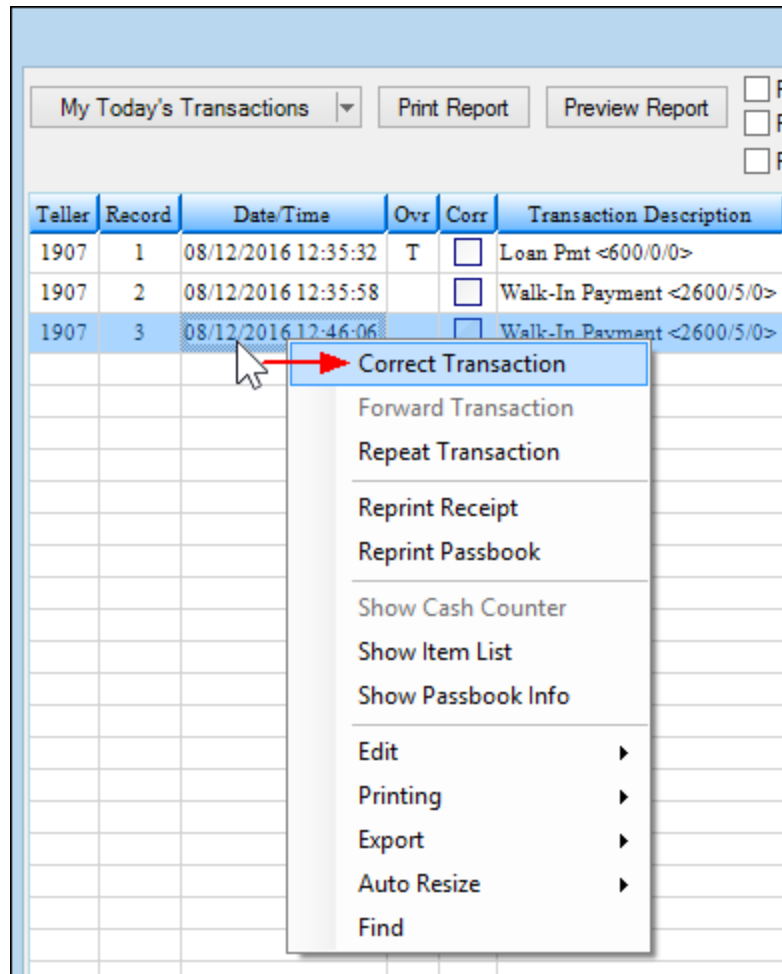 My Today's Transactions Print Report Preview Report
Teller Record Date/Time Ovr Corr Transaction Description
1907 1 08/12/2016 12:35:32 T Loan Pmt <600/0/0>
1907 2 08/12/2016 12:35:58 Walk-In Payment <2600/5/0>
1907 3 08/12/2016 12:46:06 Walk-In Payment <2600/5/0>
Correct Transaction
Forward Transaction
Repeat Transaction
Reprint Receipt
Reprint Passbook
Show Cash Counter
Show Item List
Show Passbook Info
Edit
Printing
Export
Auto Resize
Find